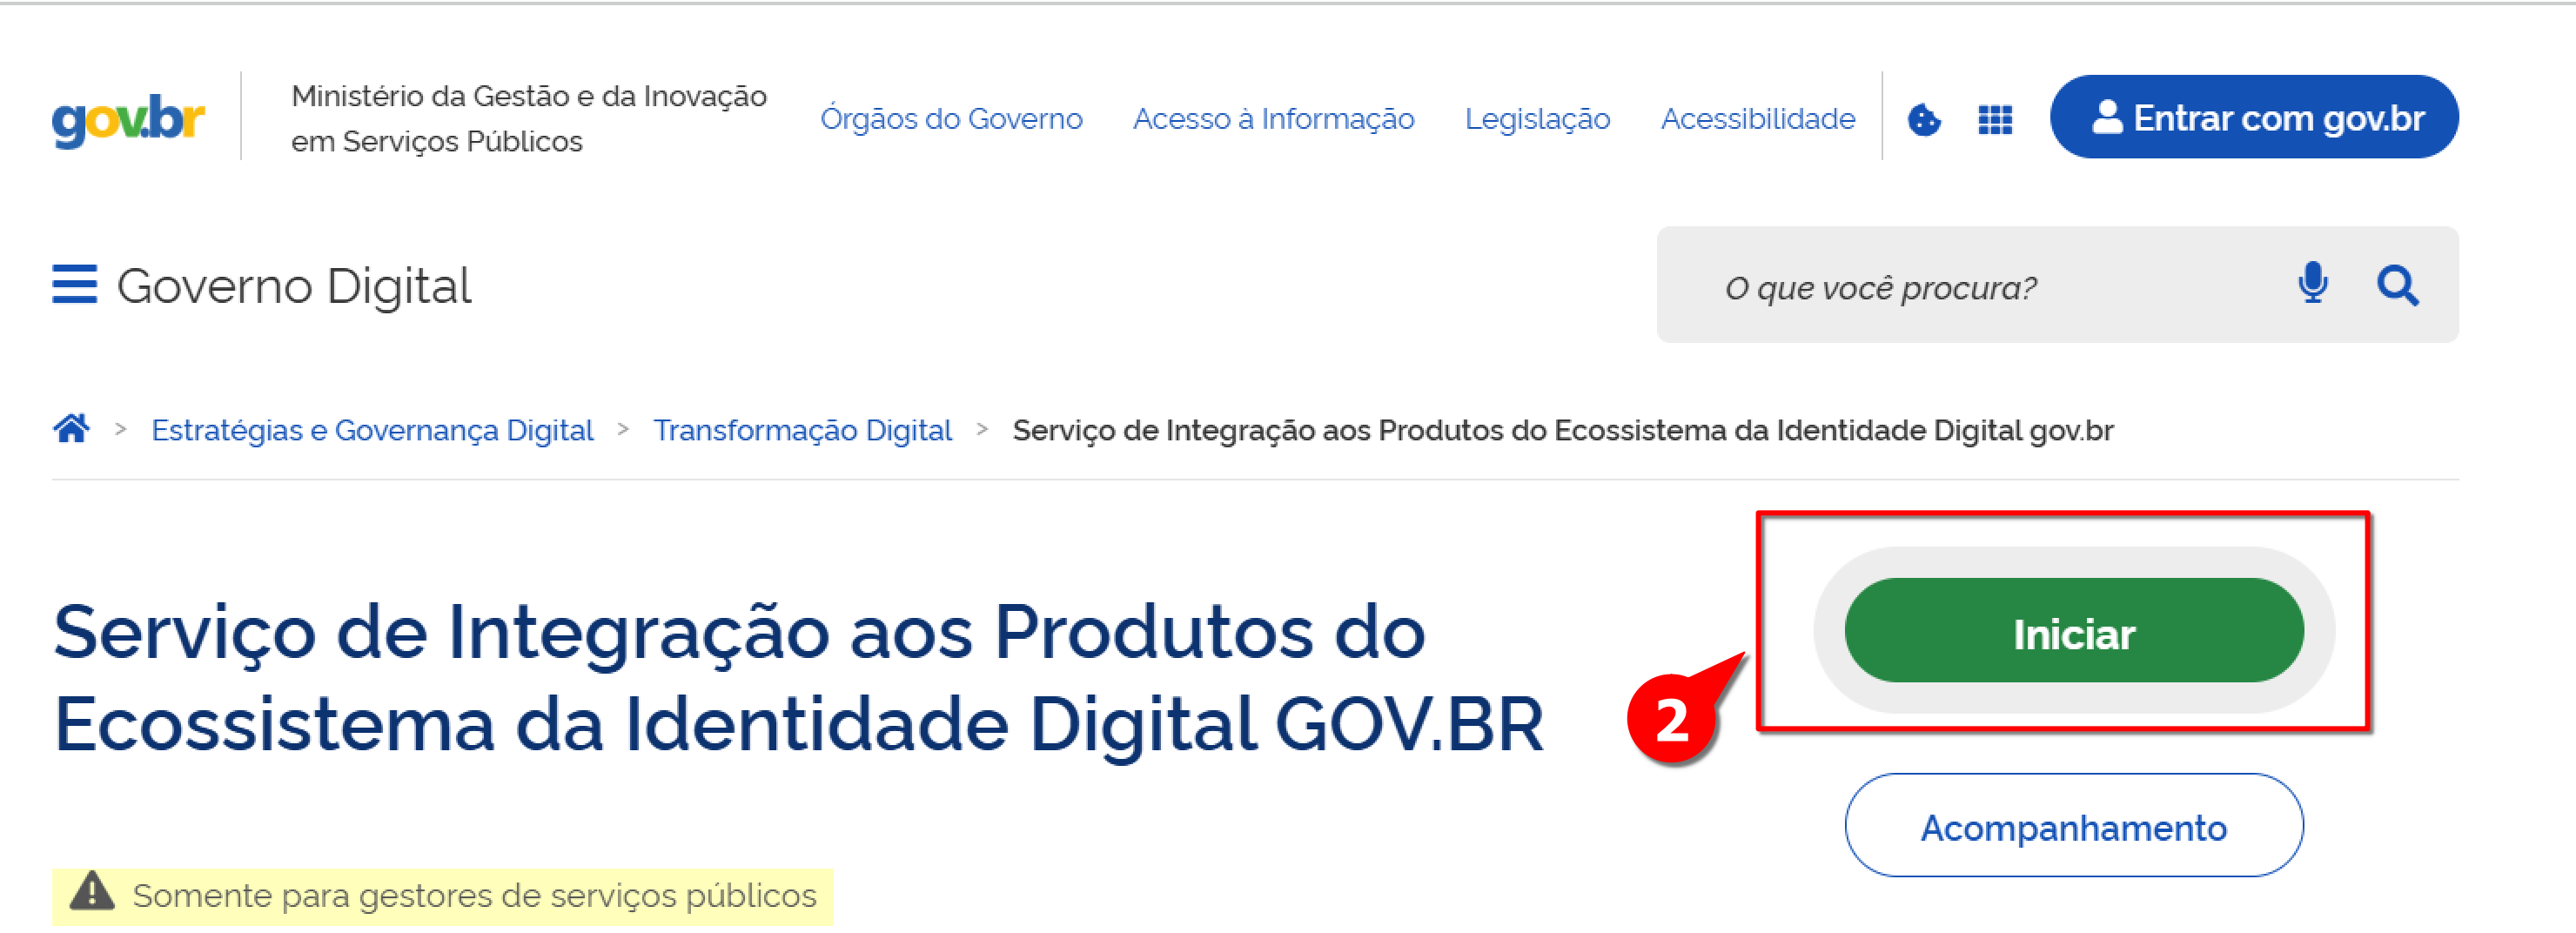 gov.br
Ministério da Gestão e da Inovação
em Serviços Públicos
Órgãos do Governo
Acesso à Informação
Legislação
Acessibilidade
Entrar com gov.br
Governo Digital
O que você procura?
> Estratégias e Governança Digital > Transformação Digital > Serviço de Integração aos Produtos do Ecossistema da Identidade Digital gov.br
Serviço de Integração aos Produtos do
Ecossistema da Identidade Digital GOV.BR
Iniciar
2
Acompanhamento
Somente para gestores de serviços públicos